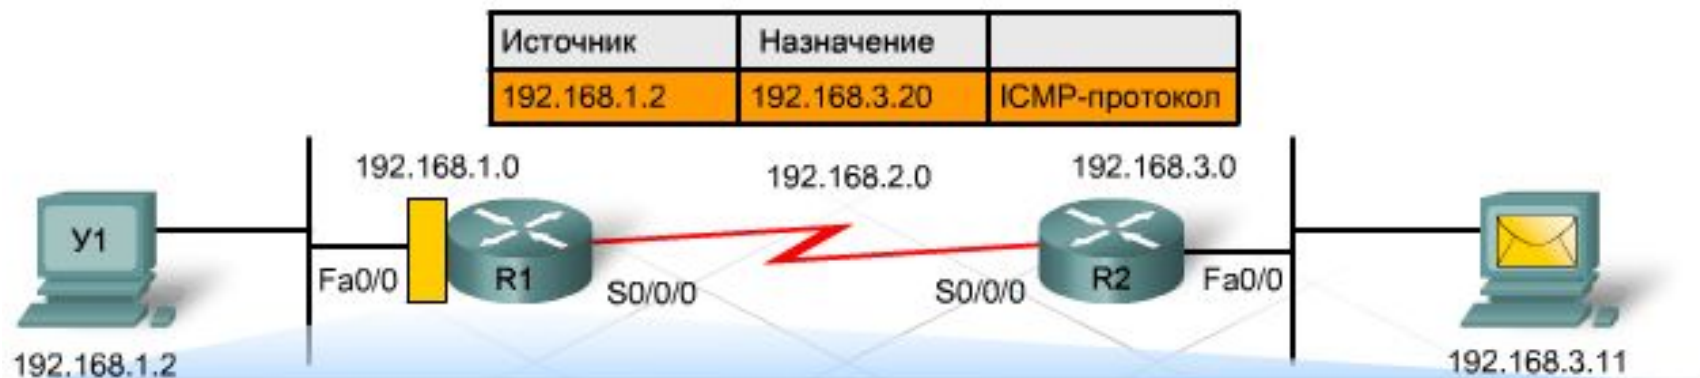 Источник Назначение
192.168.1.2 192.168.3.20 ICMP-протокол
192.168.1.0 192.168.2.0 192.168.3.0
У1
Fa0/0 R1 S0/0/0 S0/0/0 R2 Fa0/0
192.168.1.2 192.168.3.11